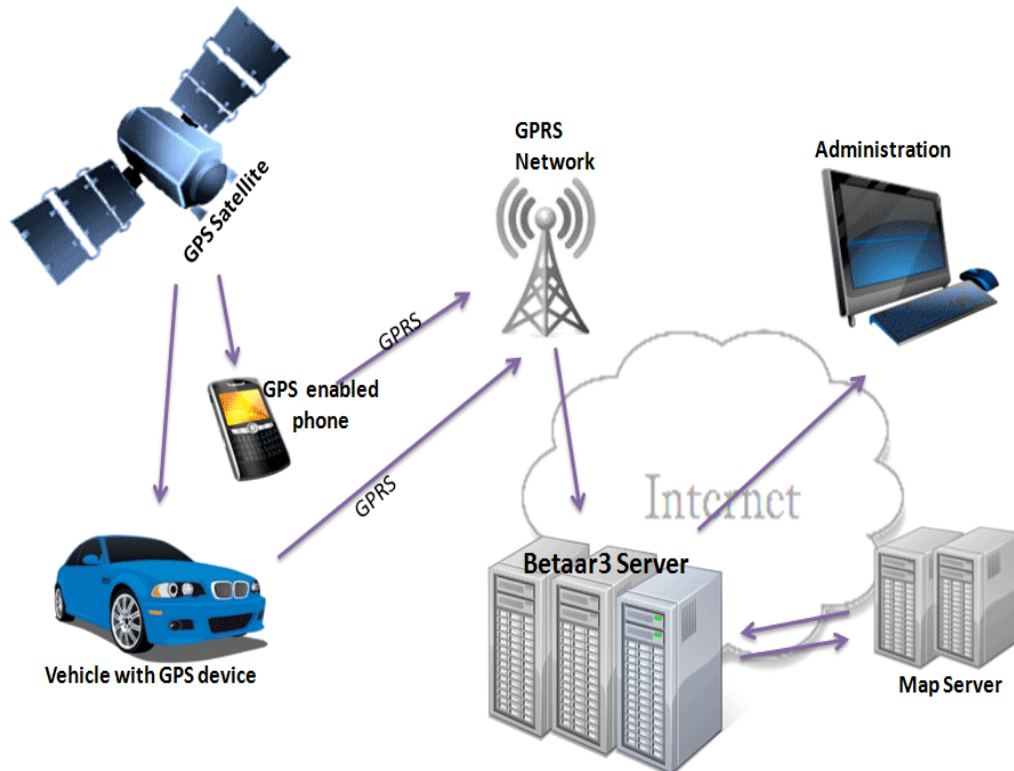 GPS Satellite
GPRS
Network
Administration
GPRS
GPS enabled
phone
GPRS
Internet
Betaar3 Server
Vehicle with GPS device
Map Server